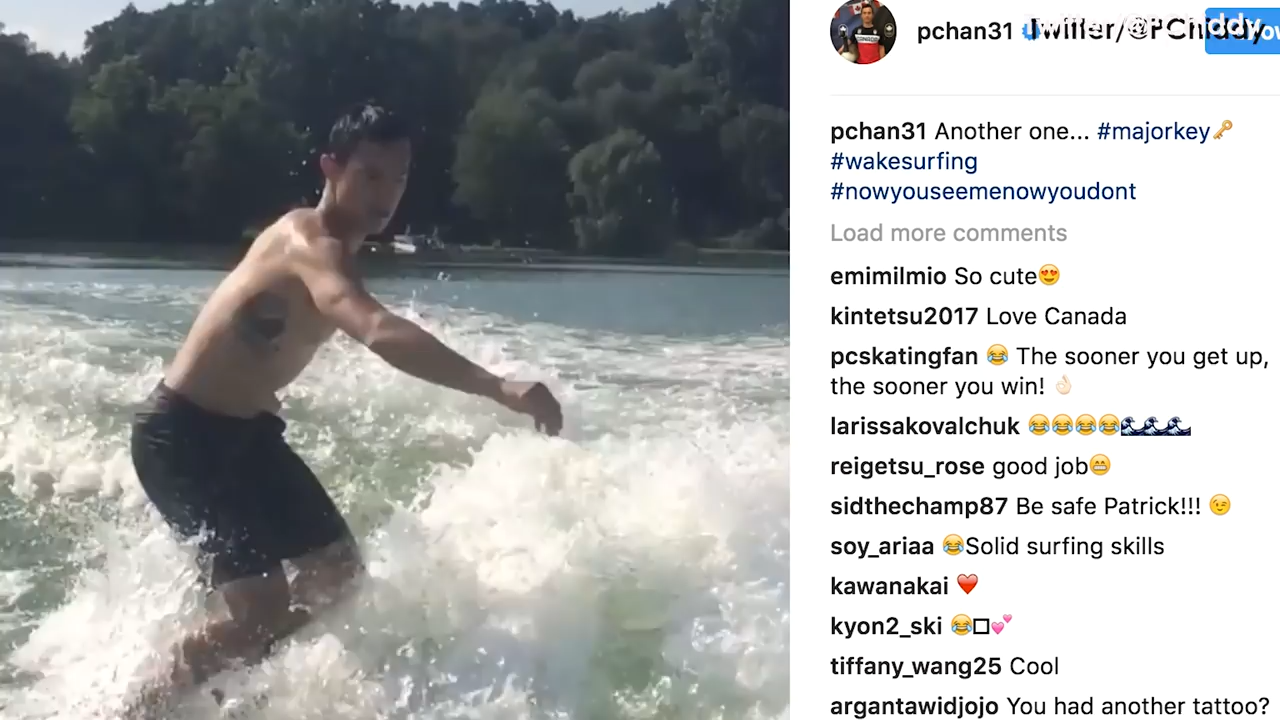 pchan31 Twitter/@PChiddy
pchan31 Another one... #majorkey🔑
#wakesurfing
#nowyouseemenowyoudont
Load more comments
emimilmio So cute😍
kintetsu2017 Love Canada
pcskatingfan 😂 The sooner you get up,
the sooner you win! 👌🏻
larissakovalchuk 😂😂😂😂🌊🌊🌊
reigetsu_rose good job😁
sidthechamp87 Be safe Patrick!!! 😉
soy_ariaa 😂Solid surfing skills
kawanakai ❤️
kyon2_ski 😂□💕
tiffany_wang25 Cool
argantawidjojo You had another tattoo?